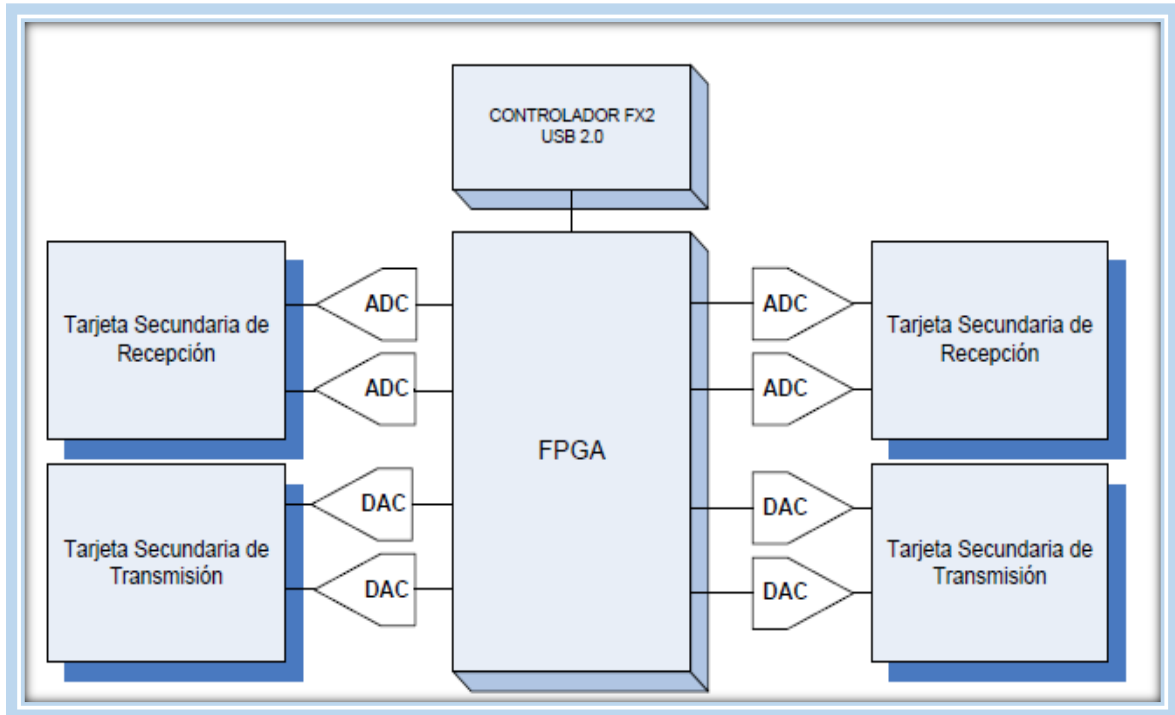 CONTROLADOR FX2
USB 2.0
Tarjeta Secundaria de
Recepción
ADC
ADC
FPGA
ADC
ADC
Tarjeta Secundaria de
Recepción
Tarjeta Secundaria de
Transmisión
DAC
DAC
DAC
DAC
Tarjeta Secundaria de
Transmisión